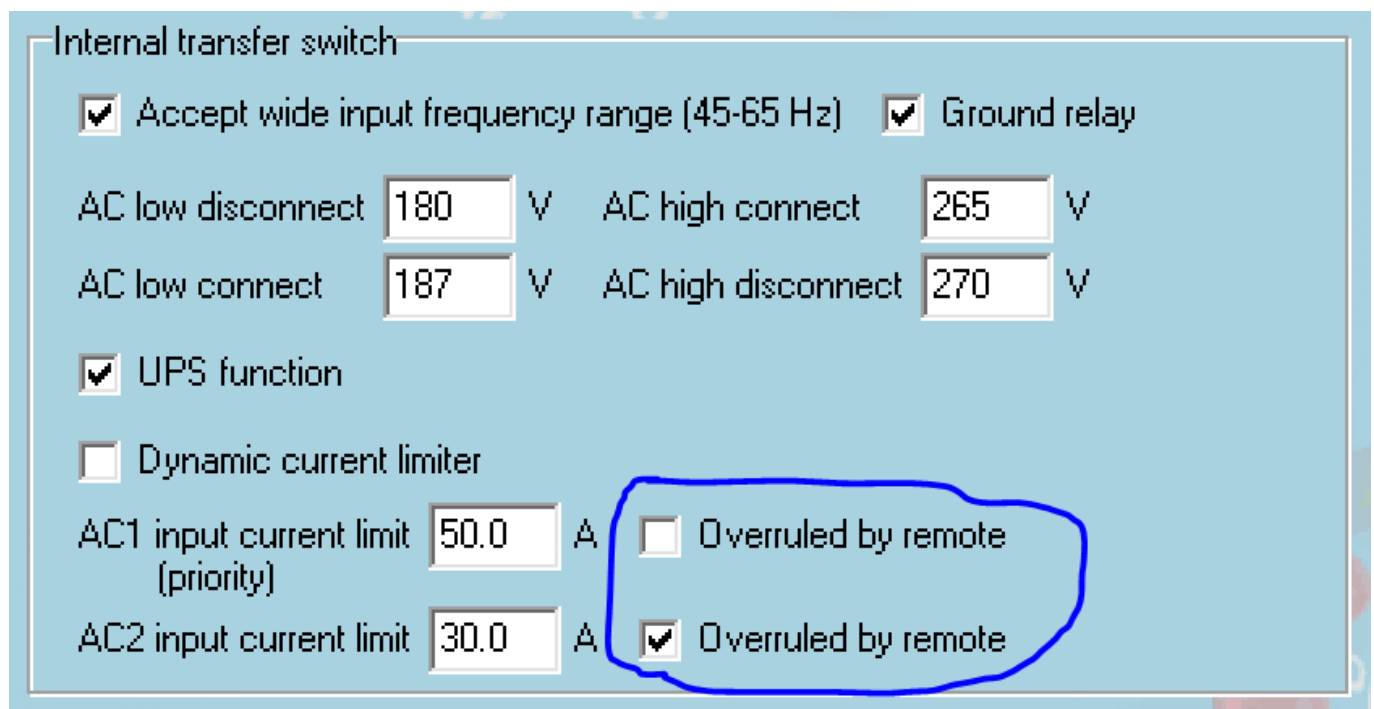 Internal transfer switch
Accept wide input frequency range (45-65 Hz) Ground relay
AC low disconnect 180 V AC high connect 265 V
AC low connect 187 V AC high disconnect 270 V
UPS function
Dynamic current limiter
AC1 input current limit 50.0 A Overruled by remote
(priority)
AC2 input current limit 30.0 A Overruled by remote